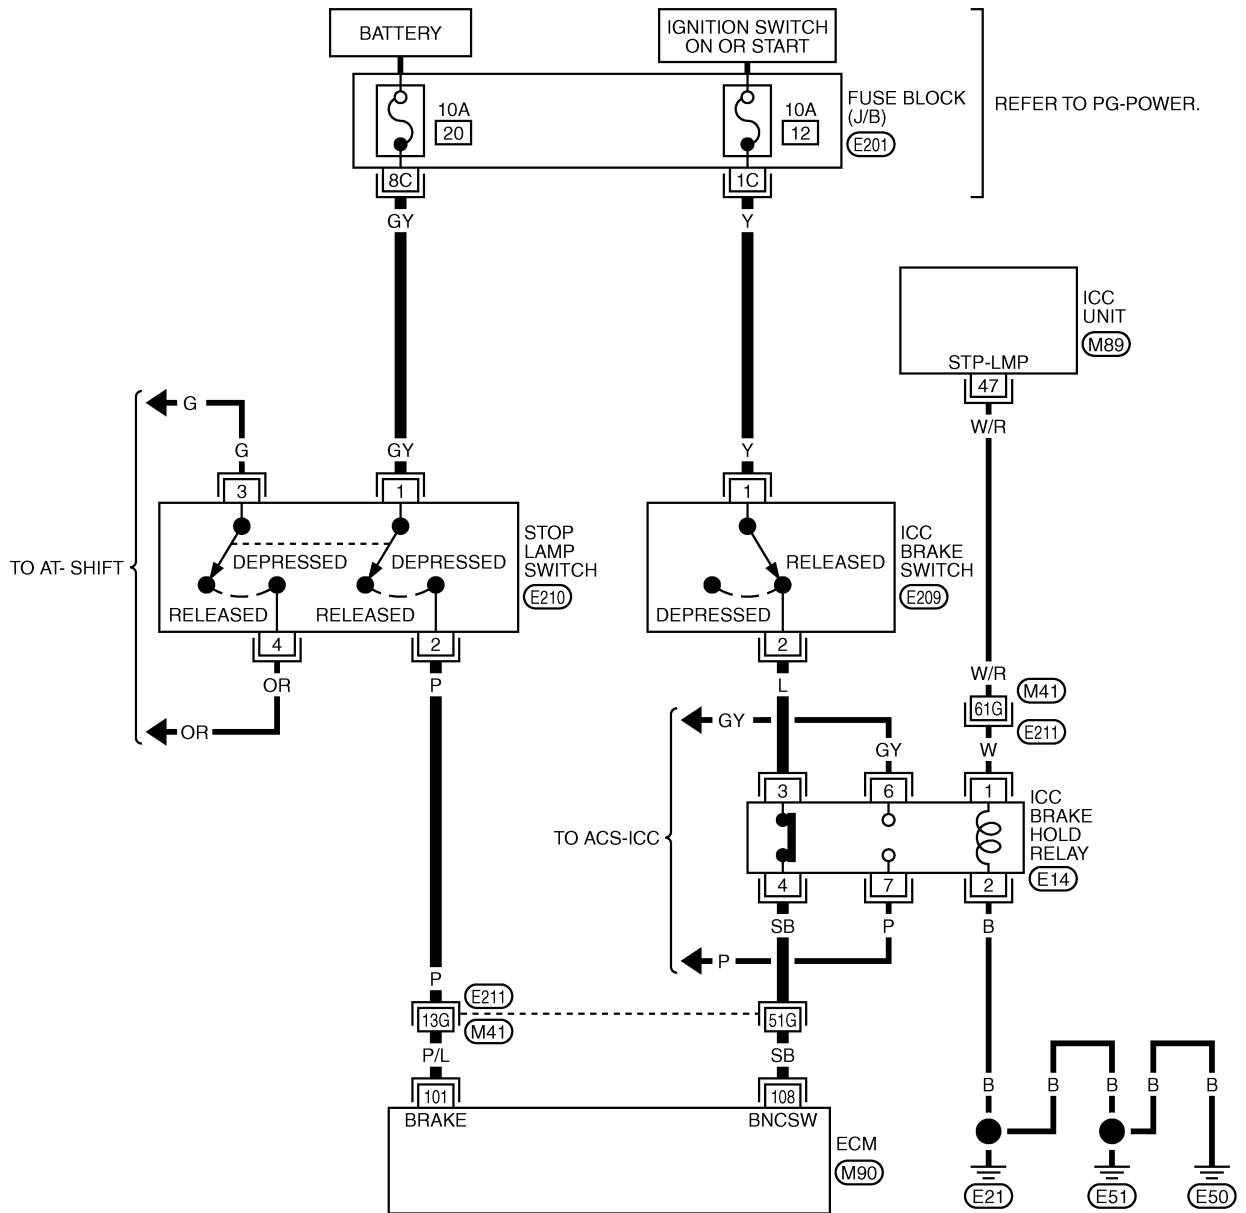 BATTERY
IGNITION SWITCH
ON OR START
10A
20
10A
12
FUSE BLOCK
(J/B)
E201
REFER TO PG-POWER.
8C
1C
GY
Y
ICC
UNIT
M89
STP-LMP
47
W/R
G
G
GY
Y
3
1
1
STOP
LAMP
SWITCH
E210
DEPRESSED
DEPRESSED
RELEASED
RELEASED
TO AT- SHIFT
ICC
BRAKE
SWITCH
E209
RELEASED
DEPRESSED
4
2
2
OR
P
L
OR
W/R
M41
61G
E211
W
GY
GY
3
6
1
ICC
BRAKE
HOLD
RELAY
E14
TO ACS-ICC
4
7
2
SB
P
B
P
P
E211
13G
M41
51G
P/L
SB
101
108
BRAKE
BNCSW
ECM
M90
B
B
B
B
B
E21
E51
E50